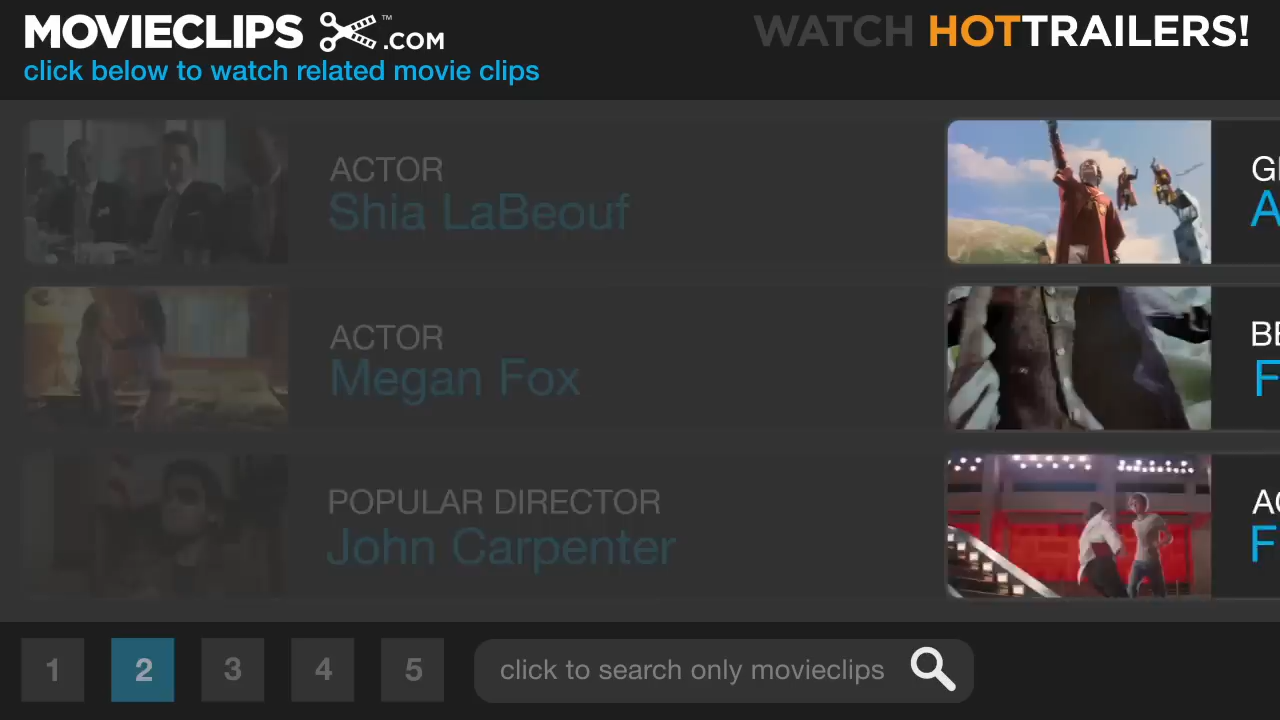 MOVIECLIPS ™ .COM
WATCH HOTTRAILERS!
click below to watch related movie clips
ACTOR
Shia LaBeouf
ACTOR
Megan Fox
POPULAR DIRECTOR
John Carpenter
1 2 3 4 5
click to search only movieclips